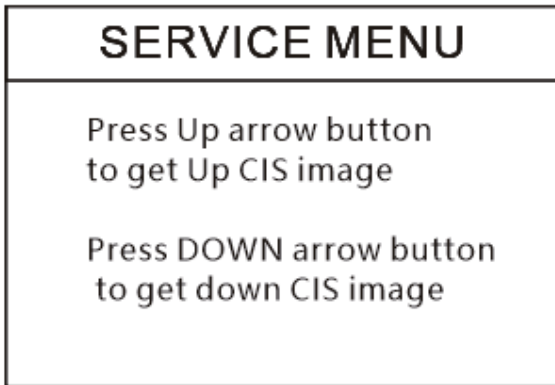 SERVICE MENU
Press Up arrow button
to get Up CIS image
Press DOWN arrow button
to get down CIS image